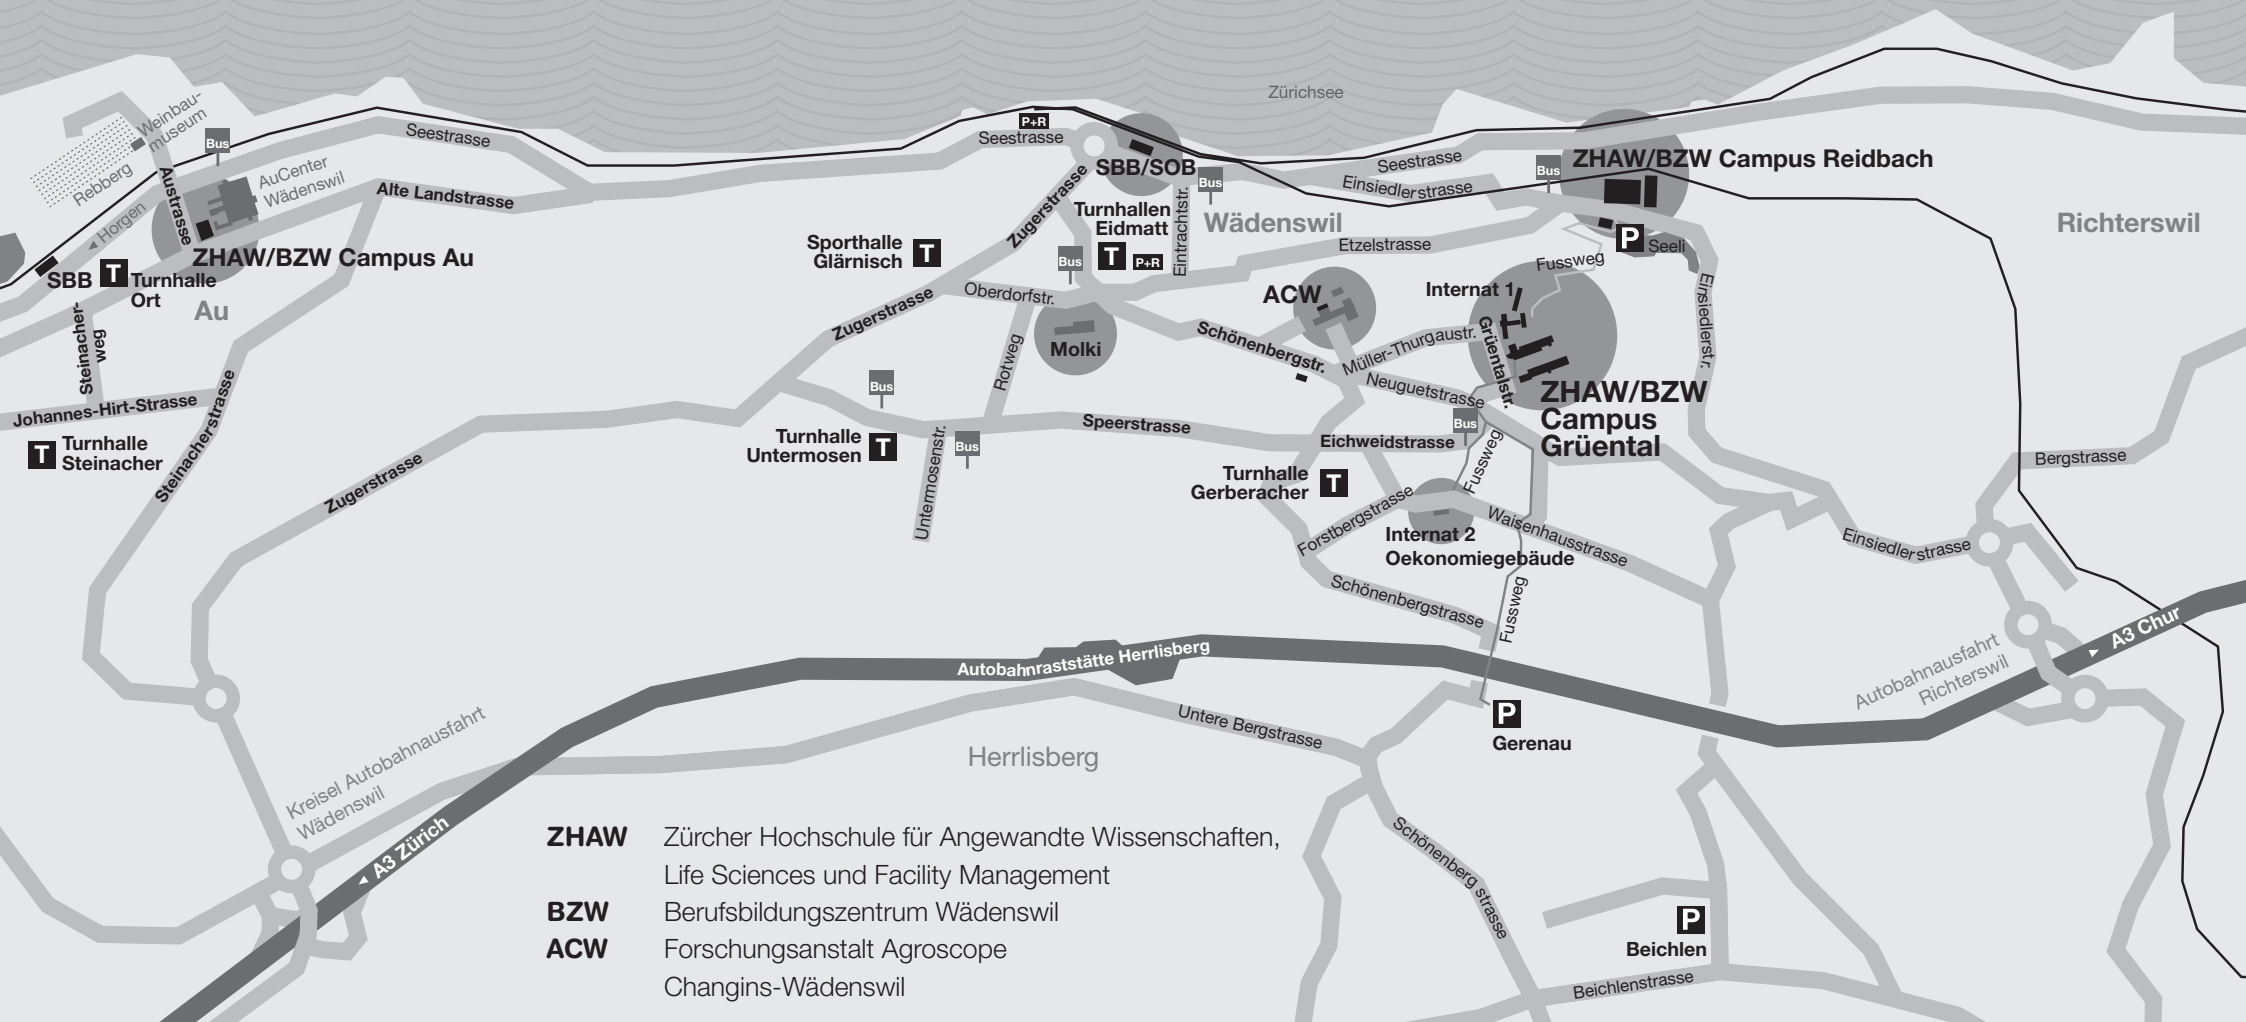 Zürichsee
Weinbau-
museum
Rebberg
Bus
Seestrasse
AuCenter
Wädenswil
Austrasse
Horgen
Alte Landstrasse
ZHAW/BZW Campus Au
SBB
T
Turnhalle
Ort
Au
Steinacher-
weg
Johannes-Hirt-Strasse
T
Turnhalle
Steinacher
Steinacherstrasse
Zugerstrasse
Kreisel Autobahnausfahrt
Wädenswil
A3 Zürich
P+R
Seestrasse
SBB/SOB
Zugerstrasse
Turnhallen
Eidmatt
T
P+R
Bus
Eintrachtstr.
Bus
Wädenswil
Sporthalle
Glärnisch
T
Oberdorfstr.
Zugerstrasse
Rotweg
Molki
Bus
Turnhalle
Untermosen
T
Untermosenstr.
Bus
Speerstrasse
Seestrasse
Einsiedlerstrasse
Etzelstrasse
Bus
ZHAW/BZW Campus Reidbach
P
Seeli
Fussweg
Richterswil
ACW
Internat 1
Schönenbergstr.
Müller-Thurgaustr.
Grüentalstr.
Neuguetstrasse
ZHAW/BZW
Campus
Grüental
Einsiedlerstr.
Bus
Eichweidstrasse
Fussweg
Turnhalle
Gerberacher
T
Forstbergstrasse
Internat 2
Oekonomiegebäude
Waisenhausstrasse
Schönenbergstrasse
Fussweg
Bergstrasse
Einsiedlerstrasse
Autobahnausfahrt
Richterswil
A3 Chur
Autobahnraststätte Herrlisberg
Untere Bergstrasse
Herrlisberg
P
Gerenau
Schönenberg strasse
P
Beichlen
Beichlenstrasse
ZHAW Zürcher Hochschule für Angewandte Wissenschaften,
Life Sciences und Facility Management
BZW Berufsbildungszentrum Wädenswil
ACW Forschungsanstalt Agroscope
Changins-Wädenswil